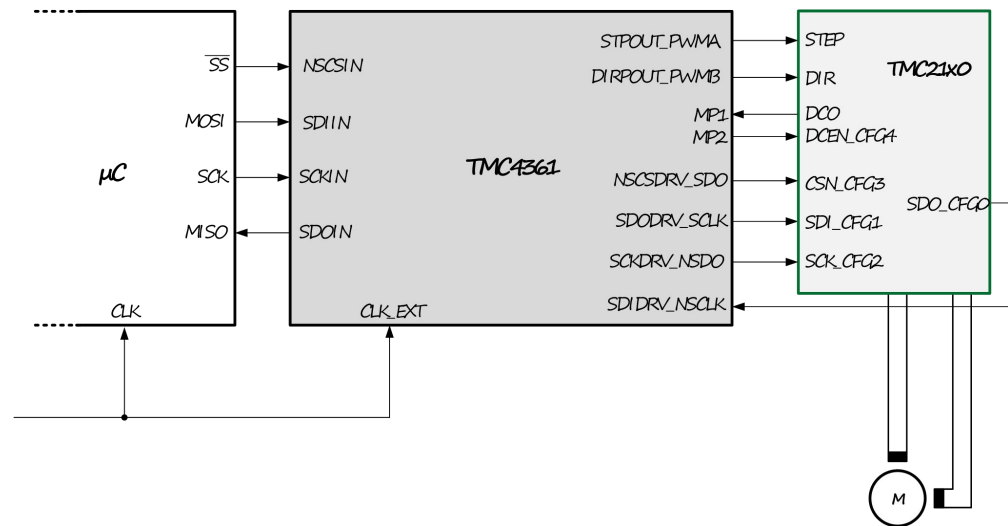 SS
MOSI
SCK
MISO
µC
CLK
NSCSIN
SDIIN
SCKIN
SDOIN
TMC4361
CLK_EXT
STPOUT_PWMA
DIRPOUT_PWMB
MP1
MP2
NSCSDRV_SDO
SDODRV_SCLK
SCKDRV_NSDO
SDIDRV_NSCLK
STEP
DIR
DCO
DCEN_CFG4
CSN_CFG3
SDI_CFG1
SCK_CFG2
TMC21x0
SDO_CFG0
M